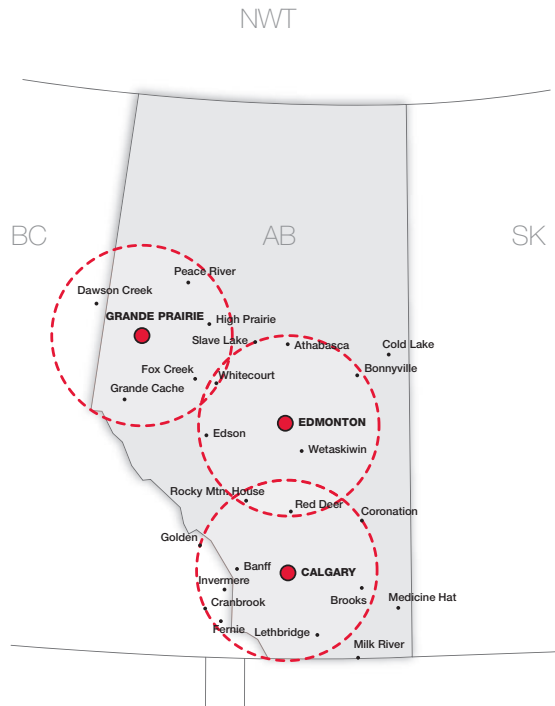 NWT
BC
AB
SK
Peace River
Dawson Creek
GRANDE PRAIRIE
High Prairie
Slave Lake
Athabasca
Cold Lake
Fox Creek
Whitecourt
Bonnyville
Grande Cache
EDMONTON
Edson
Wetaskiwin
Rocky Mtn. House
Red Deer
Coronation
Golden
Banff
CALGARY
Invermere
Brooks
Medicine Hat
Cranbrook
Fernie
Lethbridge
Milk River